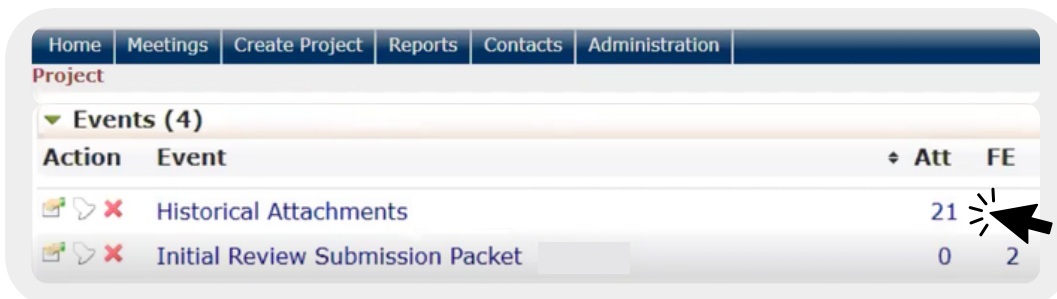 Home Meetings Create Project Reports Contacts Administration
Project
Events (4)
Action Event Att FE
Historical Attachments 21
Initial Review Submission Packet 0 2